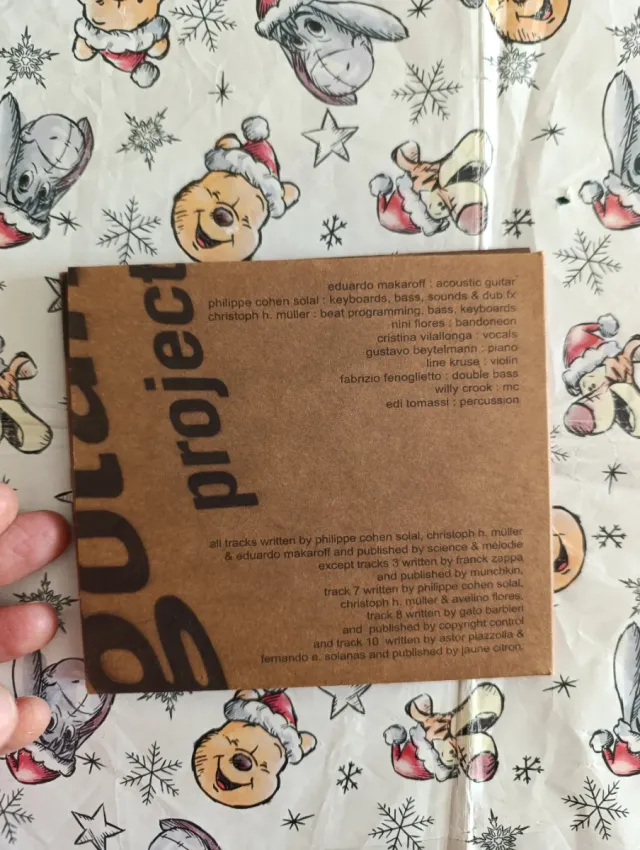 gotan
project
eduardo makaroff : acoustic guitar
philippe cohen solal : keyboards, bass, sounds & dub fx
christoph h. müller : beat programming, bass, keyboards
nini flores : bandoneon
cristina vilallonga : vocals
gustavo beytelmann : piano
line kruse : violin
fabrizio fenoglietto : double bass
willy crook : mc
edi tomassi : percussion
all tracks written by philippe cohen solal, christoph h. müller
& eduardo makaroff and published by science & mélodie
except tracks 3 written by franck zappa
and published by munchkin,
track 7 written by philippe cohen solal,
christoph h. müller & avelino flores,
track 8 written by gato barbieri
and published by copyright control
and track 10 written by astor piazzolla &
fernando e. solanas and published by jaune citron.